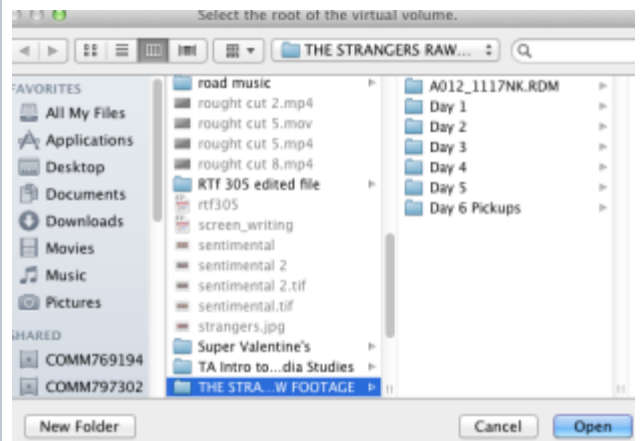 Select the root of the virtual volume.
THE STRANGERS RAW...
FAVORITES
All My Files
Applications
Desktop
Documents
Downloads
Movies
Music
Pictures
SHARED
COMM769194
COMM797302
road music
rought cut 2.mp4
rought cut 5.mov
rought cut 5.mp4
rought cut 8.mp4
RTf 305 edited file
rtf305
screen_writing
sentimental
sentimental 2
sentimental 2.tif
sentimental.tif
strangers.jpg
Super Valentine's
TA Intro to...dia Studies
THE STRA...W FOOTAGE
A012_1117NK.RDM
Day 1
Day 2
Day 3
Day 4
Day 5
Day 6 Pickups
New Folder
Cancel
Open